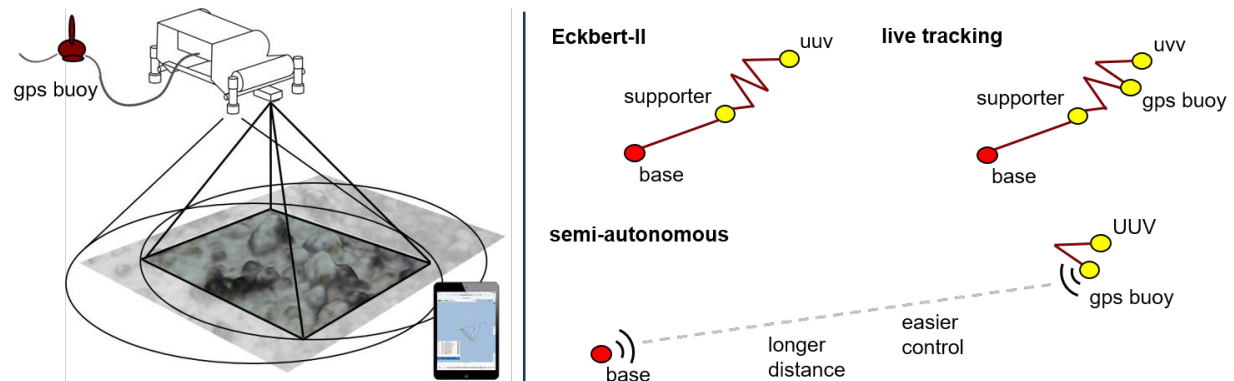 gps buoy
Eckbert-II
uuv
supporter
base
live tracking
uvv
gps buoy
supporter
base
semi-autonomous
UUV
gps buoy
easier
control
longer
distance
base